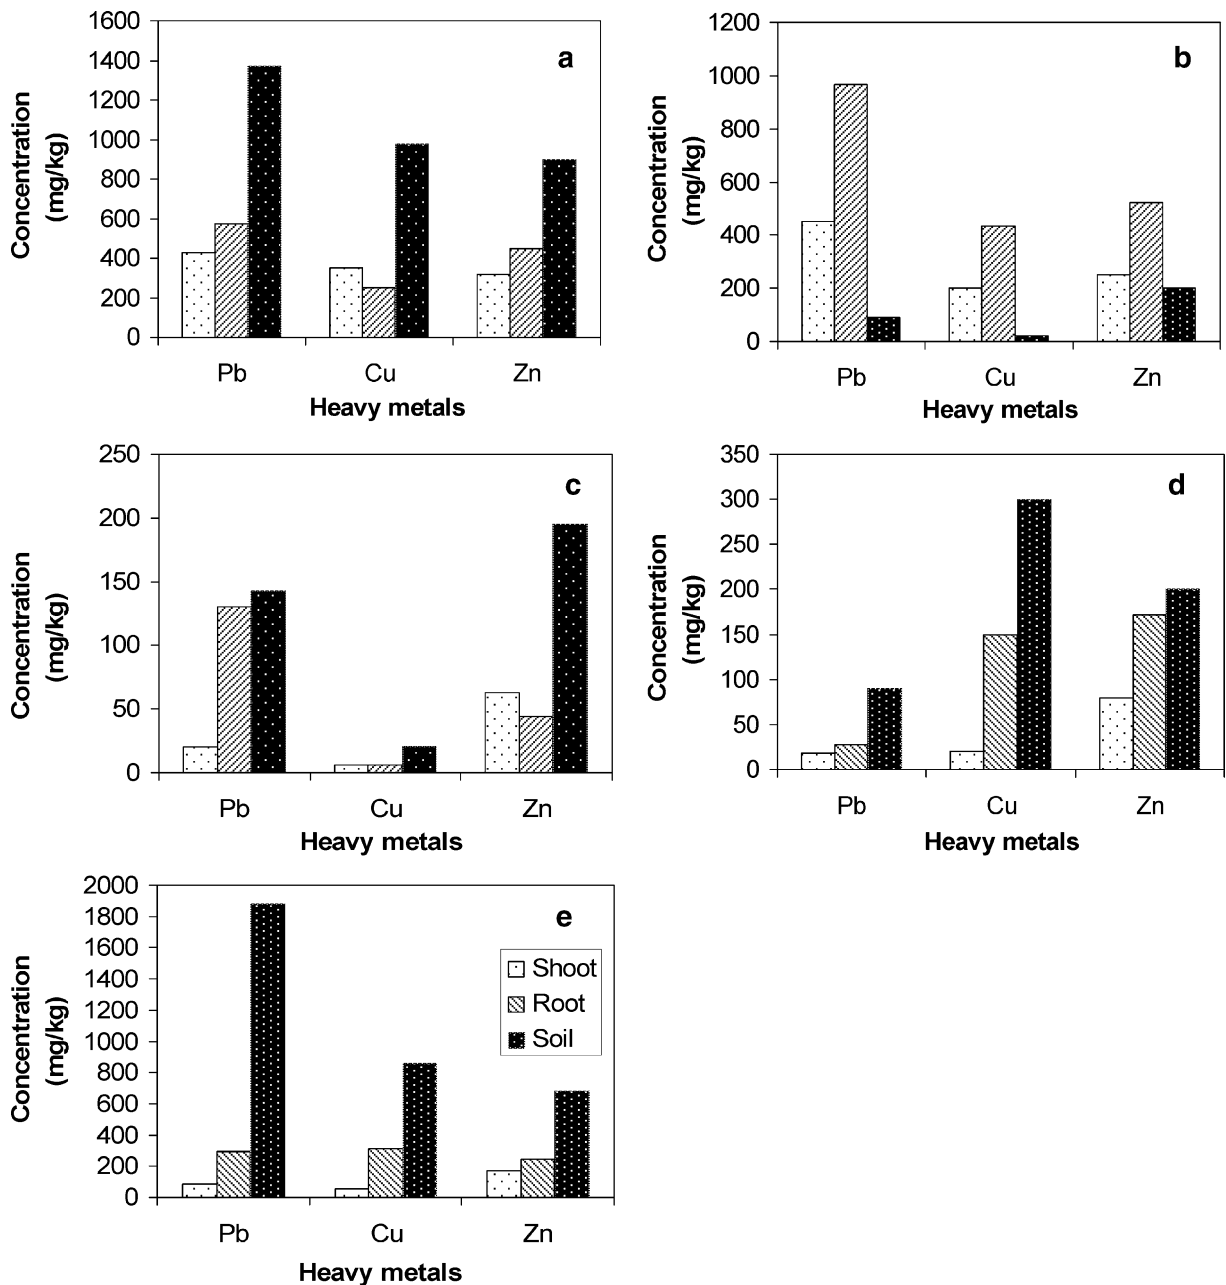 a
Concentration
(mg/kg)
1600
1400
1200
1000
800
600
400
200
0
Pb Cu Zn
Heavy metals
b
Concentration
(mg/kg)
1200
1000
800
600
400
200
0
Pb Cu Zn
Heavy metals
c
Concentration
(mg/kg)
250
200
150
100
50
0
Pb Cu Zn
Heavy metals
d
Concentration
(mg/kg)
350
300
250
200
150
100
50
0
Pb Cu Zn
Heavy metals
e
Concentration
(mg/kg)
2000
1800
1600
1400
1200
1000
800
600
400
200
0
Shoot
Root
Soil
Pb Cu Zn
Heavy metals